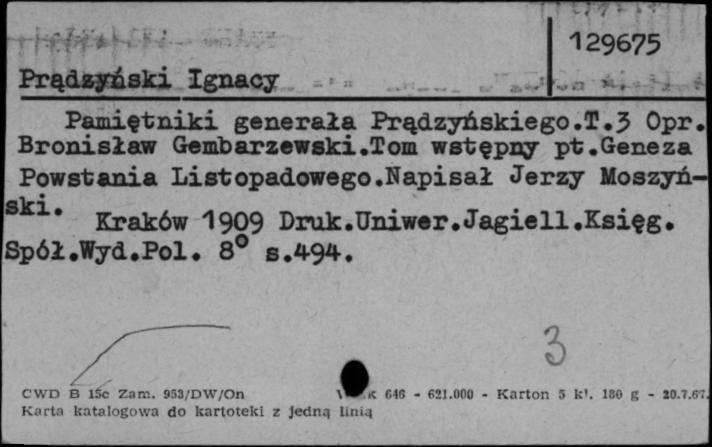 129675
Prądzyński Ignacy
Pamiętniki generała Prądzyńskiego.T.3 Opr.
Bronisław Gembarzewski.Tom wstępny pt.Geneza
Powstania Listopadowego.Napisał Jerzy Moszyń-
ski.
Kraków 1909 Druk.Uniwer.Jagiell.Księg.
Spół.Wyd.Pol. 8° s.494.
3
CWD B 15c Zam. 953/DW/On 646 - 621.000 - Karton 5 kl. 180 g - 20.7.67
Karta katalogowa do kartoteki z jedną linią